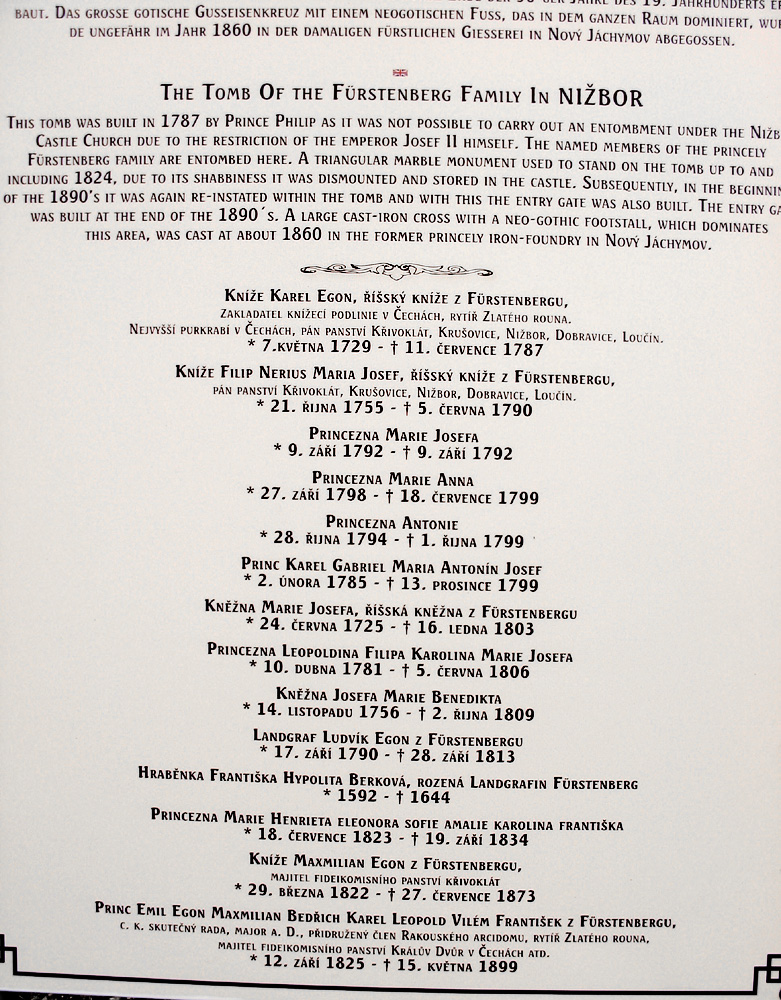 BAUT. DAS GROSSE GOTISCHE GUSSEISENKREUZ MIT EINEM NEOGOTISCHEN FUSS, DAS IN DEM GANZEN RAUM DOMINIERT,
DE UNGEFÄHR IM JAHR 1860 IN DER DAMALIGEN FÜRSTLICHEN GIESSEREI IN NOVÝ JÁCHYMOV ABGEGOSSEN.
THE TOMB OF THE FÜRSTENBERG FAMILY IN NIŽBOR
THIS TOMB WAS BUILT IN 1787 BY PRINCE PHILIP AS IT WAS NOT POSSIBLE TO CARRY OUT AN ENTOMBMENT UNDER THE
CASTLE CHURCH DUE TO THE RESTRICTION OF THE EMPEROR JOSEF II HIMSELF. THE NAMED MEMBERS OF THE PRINCELY
FÜRSTENBERG FAMILY ARE ENTOMBED HERE. A TRIANGULAR MARBLE MONUMENT USED TO STAND ON THE TOMB UP TO AND
INCLUDING 1824, DUE TO ITS SHABBINESS IT WAS DISMOUNTED AND STORED IN THE CASTLE. SUBSEQUENTLY, IN THE
OF THE 1890'S IT WAS AGAIN RE-INSTATED WITHIN THE TOMB AND WITH THIS THE ENTRY GATE WAS ALSO BUILT. THE ENTRY
WAS BUILT AT THE END OF THE 1890´S. A LARGE CAST-IRON CROSS WITH A NEO-GOTHIC FOOTSTALL, WHICH DOMINATES
THIS AREA, WAS CAST AT ABOUT 1860 IN THE FORMER PRINCELY IRON-FOUNDRY IN NOVÝ JÁCHYMOV.
KNÍŽE KAREL EGON, ŘÍŠSKÝ KNÍŽE Z FÜRSTENBERGU,
ZAKLADATEL KNÍŽECÍ PODLINIE V ČECHÁCH, RYTÍŘ ZLATÉHO ROUNA.
NEJVYŠŠÍ PURKRABÍ V ČECHÁCH, PÁN PANSTVÍ KŘIVOKLÁT, KRUŠOVICE, NIŽBOR, DOBRAVICE, LOUČÍN.
* 7.KVĚTNA 1729 - † 11. ČERVENCE 1787
KNÍŽE FILIP NERIUS MARIA JOSEF, ŘÍŠSKÝ KNÍŽE Z FÜRSTENBERGU,
PÁN PANSTVÍ KŘIVOKLÁT, KRUŠOVICE, NIŽBOR, DOBRAVICE, LOUČÍN.
* 21. ŘIJNA 1755 - † 5. ČERVNA 1790
PRINCEZNA MARIE JOSEFA
* 9. ZÁŘÍ 1792 - † 9. ZÁŘÍ 1792
PRINCEZNA MARIE ANNA
* 27. ZÁŘÍ 1798 - † 18. ČERVENCE 1799
PRINCEZNA ANTONIE
* 28. ŘIJNA 1794 - † 1. ŘIJNA 1799
PRINC KAREL GABRIEL MARIA ANTONÍN JOSEF
* 2. ÚNORA 1785 - † 13. PROSINCE 1799
KNĚŽNA MARIE JOSEFA, ŘÍŠSKÁ KNĚŽNA Z FÜRSTENBERGU
* 24. ČERVNA 1725 - † 16. LEDNA 1803
PRINCEZNA LEOPOLDINA FILIPA KAROLINA MARIE JOSEFA
* 10. DUBNA 1781 - † 5. ČERVNA 1806
KNĚŽNA JOSEFA MARIE BENEDIKTA
* 14. LISTOPADU 1756 - † 2. ŘIJNA 1809
LANDGRAF LUDVÍK EGON Z FÜRSTENBERGU
* 17. ZÁŘÍ 1790 - † 28. ZÁŘÍ 1813
HRABĚNKA FRANTIŠKA HYPOLITA BERKOVÁ, ROZENÁ LANDGRAFIN FÜRSTENBERG
* 1592 - † 1644
PRINCEZNA MARIE HENRIETA ELEONORA SOFIE AMALIE KAROLINA FRANTIŠKA
* 18. ČERVENCE 1823 - † 19. ZÁŘÍ 1834
KNÍŽE MAXMILIAN EGON Z FÜRSTENBERGU,
MAJITEL FIDEIKOMISNÍHO PANSTVÍ KŘIVOKLÁT
* 29. BŘEZNA 1822 - † 27. ČERVENCE 1873
PRINC EMIL EGON MAXMILIAN BEDŘICH KAREL LEOPOLD VILÉM FRANTIŠEK Z FÜRSTENBERGU,
C. K. SKUTEČNÝ RADA, MAJOR A. D., PŘIDRUŽENÝ ČLEN RAKOUSKÉHO ARCIDOMU, RYTÍŘ ZLATÉHO ROUNA,
MAJITEL FIDEIKOMISNÍHO PANSTVÍ KRÁLŮV DVŮR V ČECHÁCH ATD.
* 12. ZÁŘÍ 1825 - † 15. KVĚTNA 1899